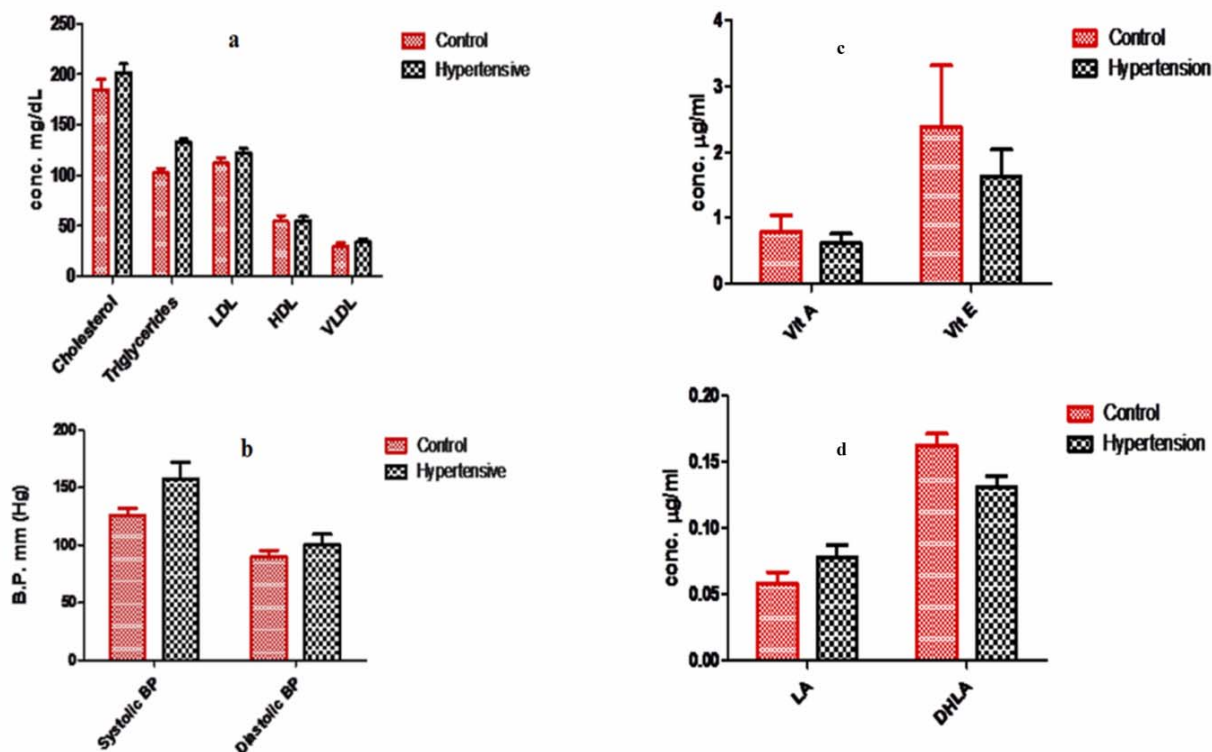 a
Control
Hypertensive
conc. mg/dL
250
200
150
100
50
0
Cholesterol
Triglycerides
LDL
HDL
VLDL
c
Control
Hypertension
conc. µg/ml
4
3
2
1
0
Vit A
Vit E
b
Control
Hypertensive
B.P. mm (Hg)
200
150
100
50
0
Systolic BP
Diastolic BP
d
Control
Hypertension
conc. µg/ml
0.20
0.15
0.10
0.05
0.00
LA
DHLA